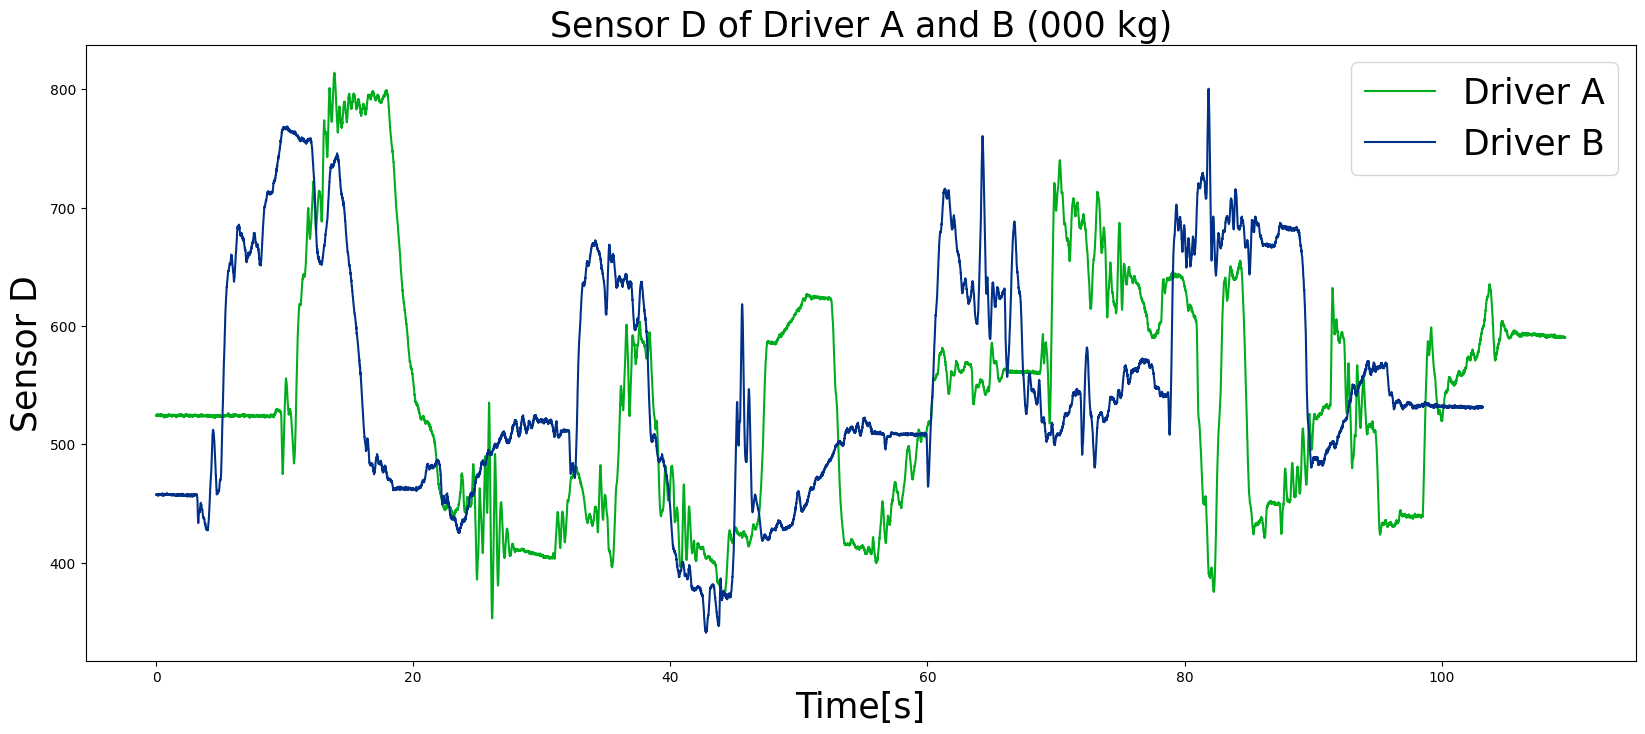 Sensor D of Driver A and B (000 kg)
Driver A
Driver B
Sensor D
800
700
600
500
400
0 20 40 60 80 100
Time[s]